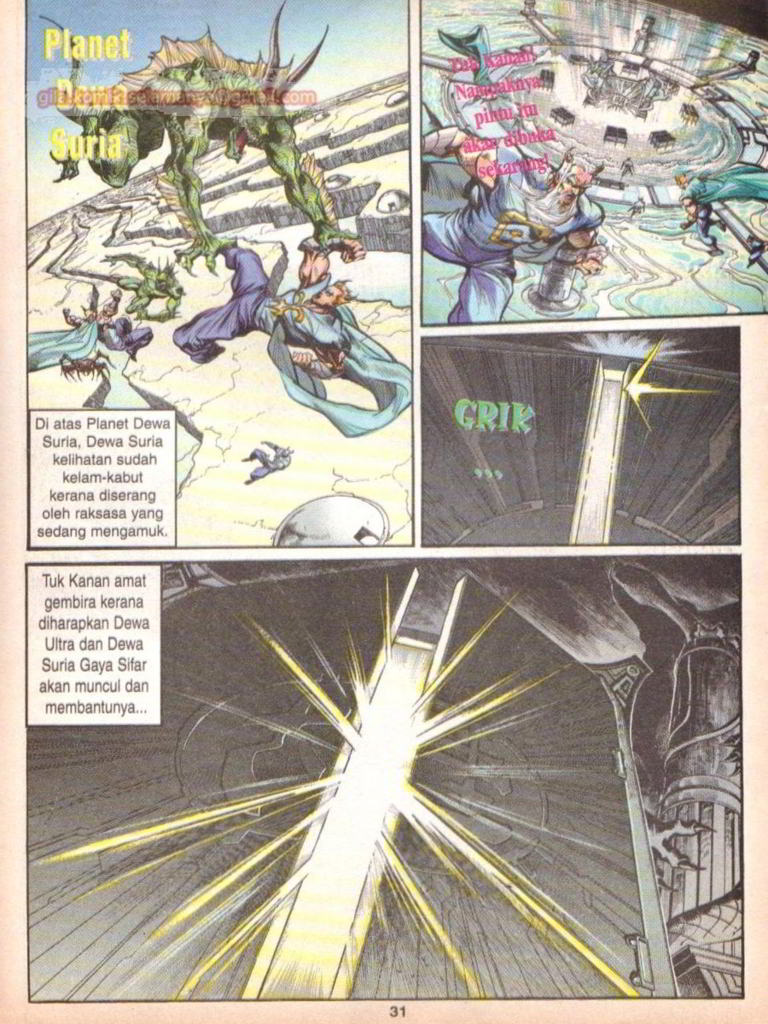 Planet
Dewa
Suria
Di atas Planet Dewa
Suria, Dewa Suria
kelihatan sudah
kelam-kabut
kerana diserang
oleh raksasa yang
sedang mengamuk.
Tuk Kanan!
Nampaknya
pintu itu
akan dibuka
sekarang!
GRIK
,,,
Tuk Kanan amat
gembira kerana
diharapkan Dewa
Ultra dan Dewa
Suria Gaya Sifar
akan muncul dan
membantunya...
31